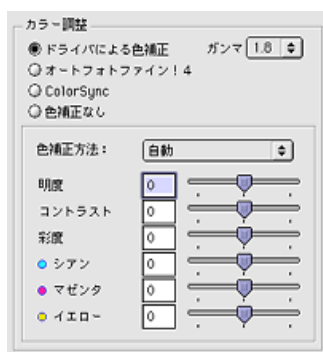 カラー調整
ドライバによる色補正 ガンマ 1.8
オートフォトファイン！4
ColorSync
色補正なし
色補正方法： 自動
明度 0
コントラスト 0
彩度 0
シアン 0
マゼンタ 0
イエロー 0